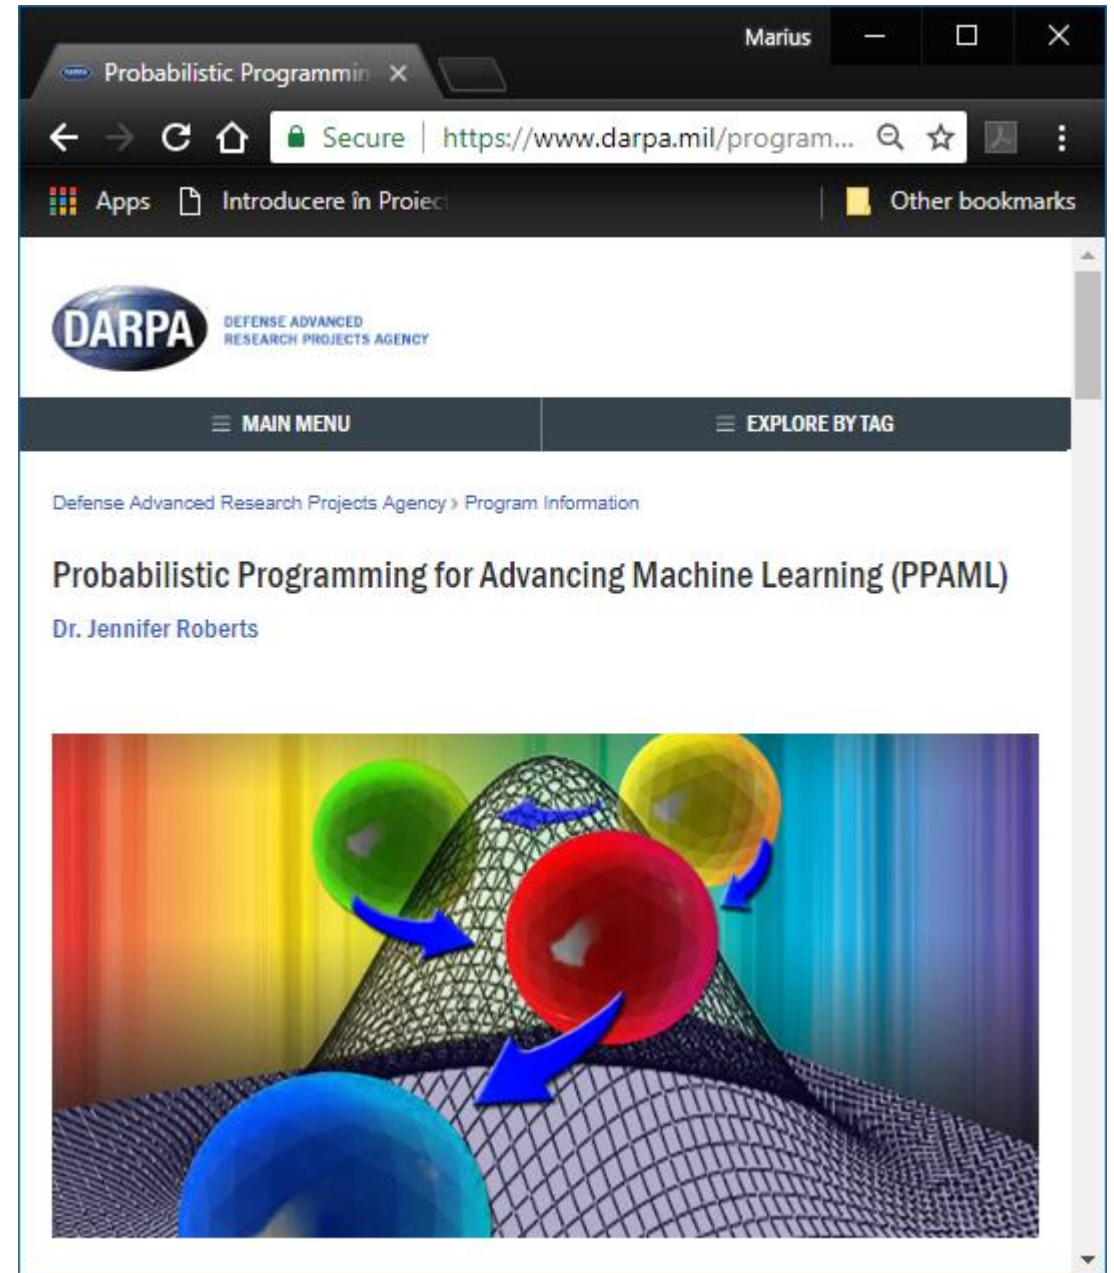 Marius
Probabilistic Programmin
Secure | https://www.darpa.mil/program...
Apps Introducere în Proiect Other bookmarks
DARPA DEFENSE ADVANCED
RESEARCH PROJECTS AGENCY
MAIN MENU EXPLORE BY TAG
Defense Advanced Research Projects Agency › Program Information
Probabilistic Programming for Advancing Machine Learning (PPAML)
Dr. Jennifer Roberts